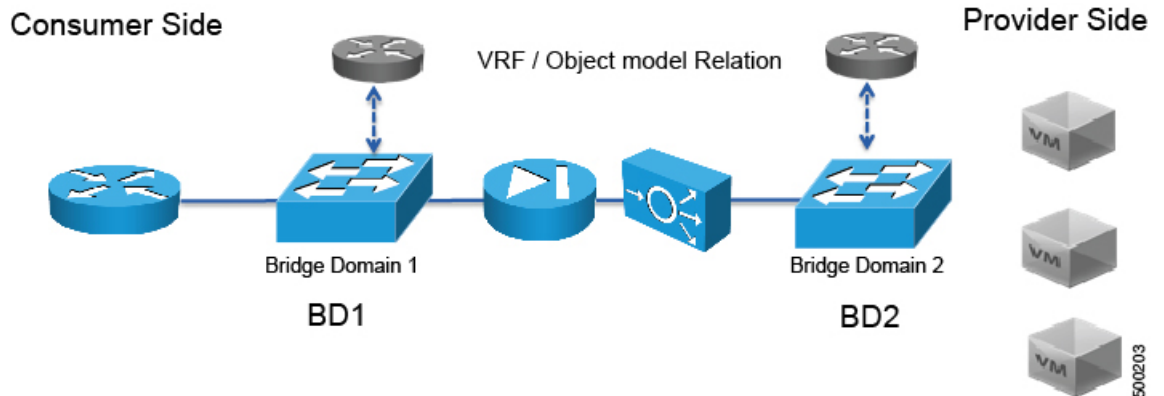 Consumer Side
Provider Side
VRF / Object model Relation
VM
Bridge Domain 1
Bridge Domain 2
VM
BD1
BD2
VM
500203